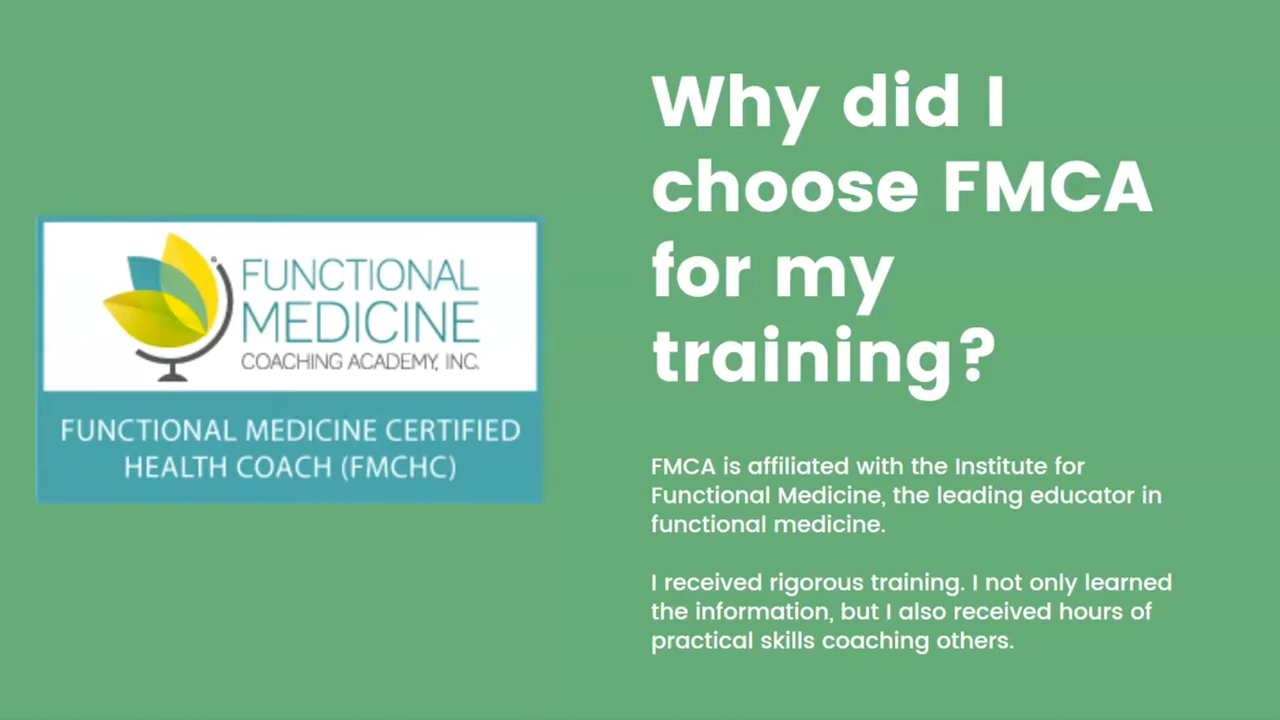 FUNCTIONAL
MEDICINE
COACHING ACADEMY, INC.
FUNCTIONAL MEDICINE CERTIFIED
HEALTH COACH (FMCHC)
Why did I
choose FMCA
for my
training?
FMCA is affiliated with the Institute for
Functional Medicine, the leading educator in
functional medicine.
I received rigorous training. I not only learned
the information, but I also received hours of
practical skills coaching others.